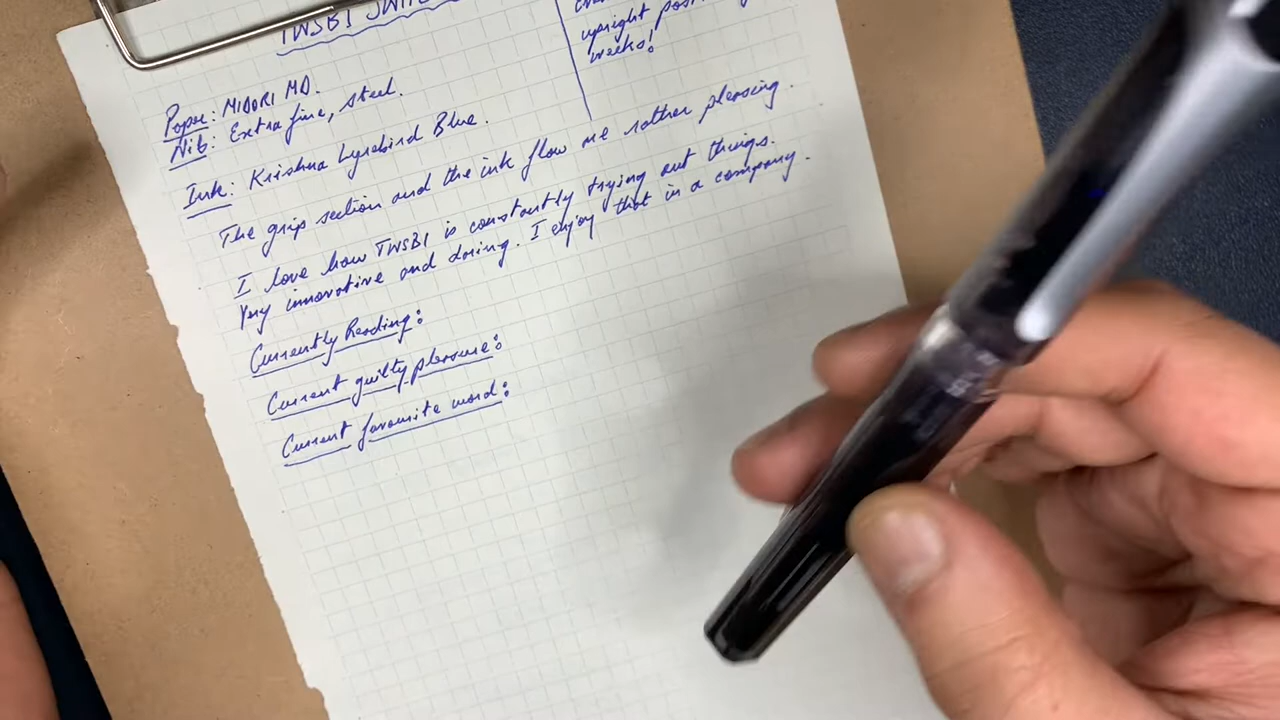 TWSBI
upright
weeks!
Paper: MIDORI MD.
Nib: Extra fine, steel.
Ink: Krishna Lyrebird Blue.
The grip section and the ink flow are rather pleasing.
I love how TWSBI is constantly trying out things.
Very innovative and daring. I enjoy that in a company.
Currently Reading:
Current guilty pleasure:
Current favourite word: